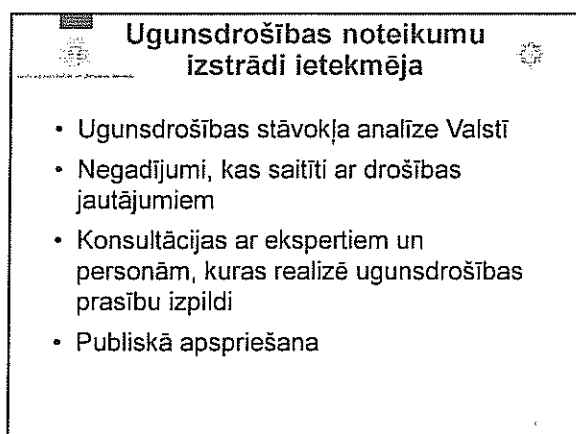 Ugunsdrošības noteikumu
izstrādi ietekmēja
• Ugunsdrošības stāvokļa analīze Valstī
• Negadījumi, kas saitīti ar drošības
jautājumiem
• Konsultācijas ar ekspertiem un
personām, kuras realizē ugunsdrošības
prasību izpildi
• Publiskā apspriešana